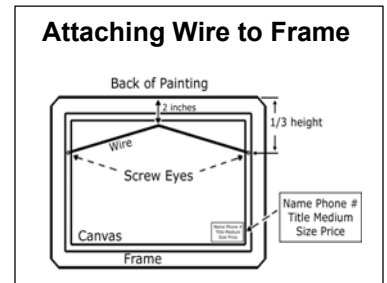 Attaching Wire to Frame
Back of Painting
2 inches
1/3 height
Wire
Screw Eyes
Name Phone #
Title Medium
Size Price
Name Phone #
Title Medium
Size Price
Canvas
Frame